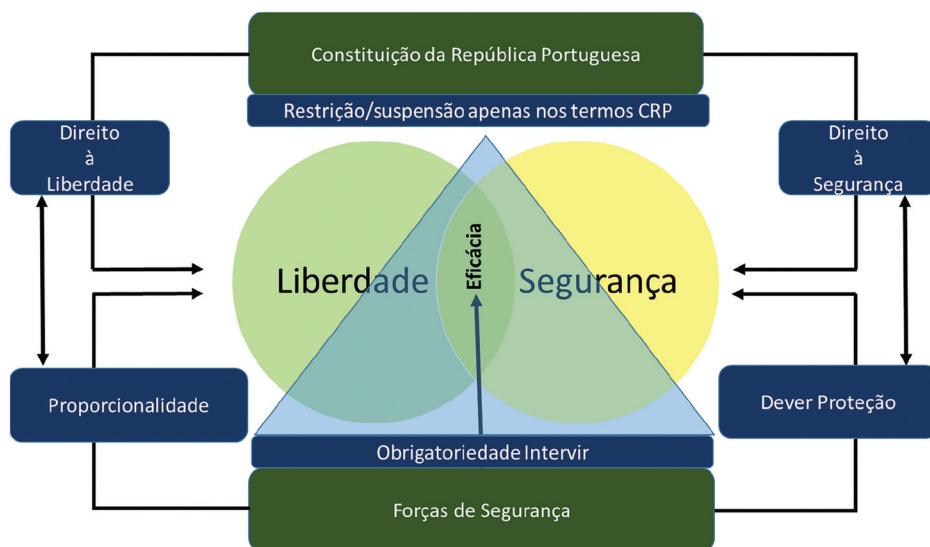 Constituição da República Portuguesa
Restrição/suspensão apenas nos termos CRP
Direito
à
Liberdade
Direito
à
Segurança
Liberdade
Eficácia
Segurança
Proporcionalidade
Dever Proteção
Obrigatoriedade Intervir
Forças de Segurança